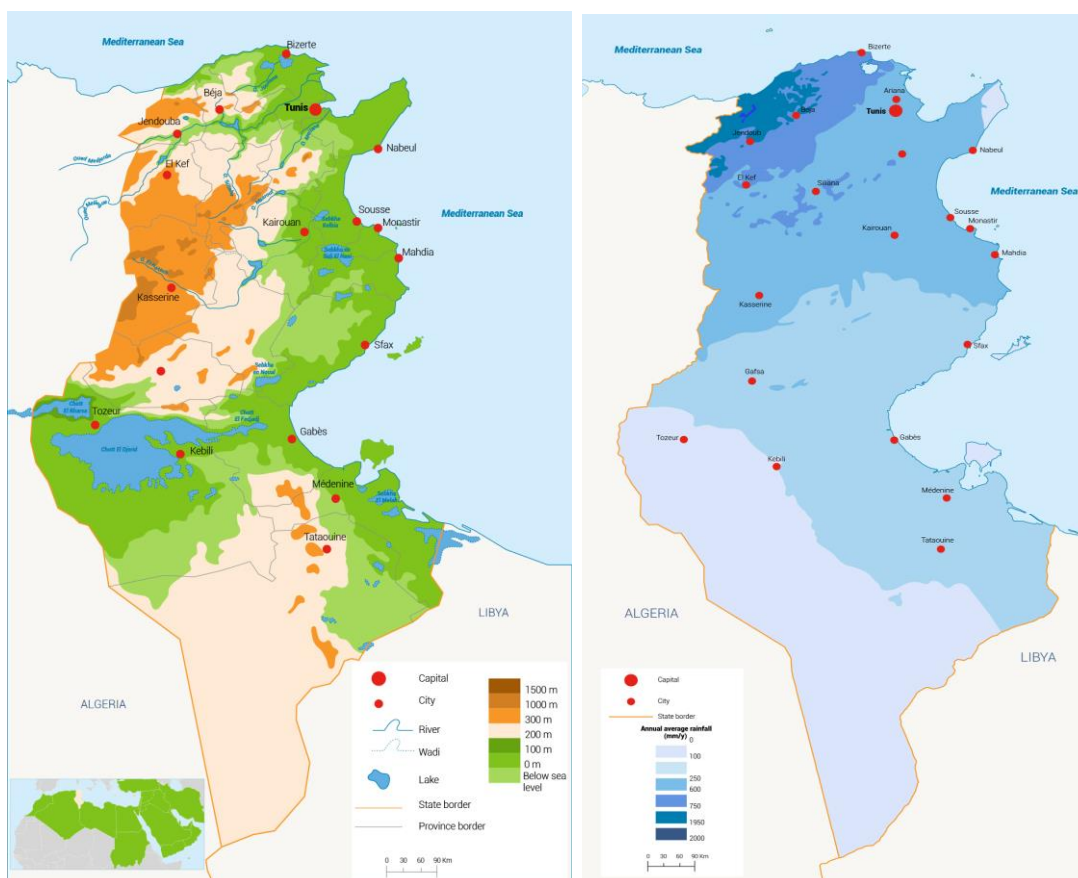 Mediterranean Sea
Bizerte
Béja
Tunis
Jendouba
Nabeul
El Kef
Sousse
Monastir
Mediterranean Sea
Kairouan
Mahdia
Kasserine
Sfax
Tozeur
Gabès
Kebili
Chott El Djerid
Médenine
Tataouine
LIBYA
ALGERIA
Capital
City
River
Wadi
Lake
State border
Province border
1500 m
1000 m
300 m
200 m
100 m
0 m
Below sea
level
0 30 60 90 Km
Mediterranean Sea
Bizerte
Ariana
Tunis
Béja
Jendoub
Nabeul
El Kef
Siliana
Mediterranean Sea
Sousse
Monastir
Kairouan
Mahdia
Kasserine
Sfax
Gafsa
Tozeur
Gabès
Kebili
Médenine
Tataouine
ALGERIA
LIBYA
Capital
City
State border
Annual average rainfall
(mm/y)
0
100
250
600
750
1950
2000
0 30 60 90 Km